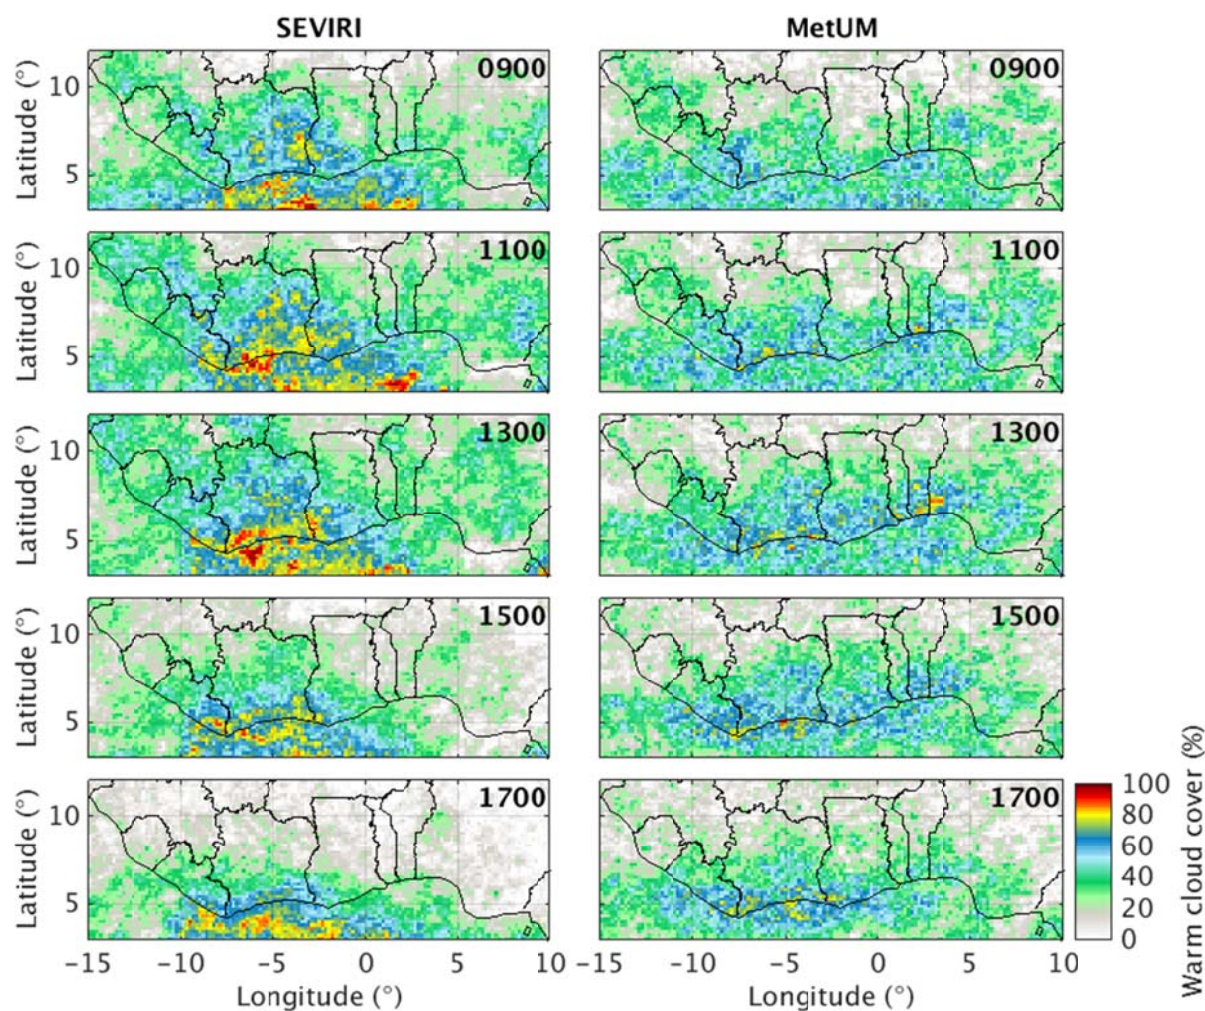 SEVIRI MetUM
0900 0900
Latitude (°) 10 5
1100 1100
Latitude (°) 10 5
1300 1300
Latitude (°) 10 5
1500 1500
Latitude (°) 10 5
1700 1700
Latitude (°) 10 5
−15 −10 −5 0 5 10 −15 −10 −5 0 5 10
Longitude (°) Longitude (°)
100
80
60
40
20
0
Warm cloud cover (%)